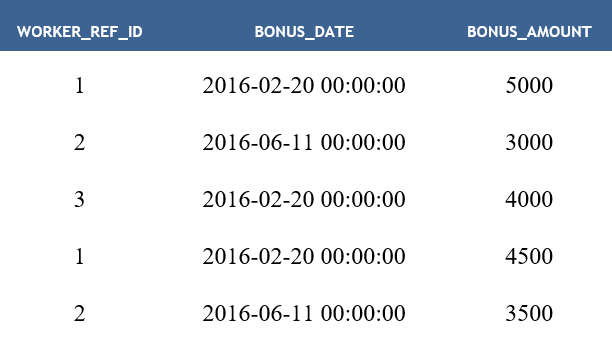 WORKER_REF_ID BONUS_DATE BONUS_AMOUNT
1 2016-02-20 00:00:00 5000
2 2016-06-11 00:00:00 3000
3 2016-02-20 00:00:00 4000
1 2016-02-20 00:00:00 4500
2 2016-06-11 00:00:00 3500